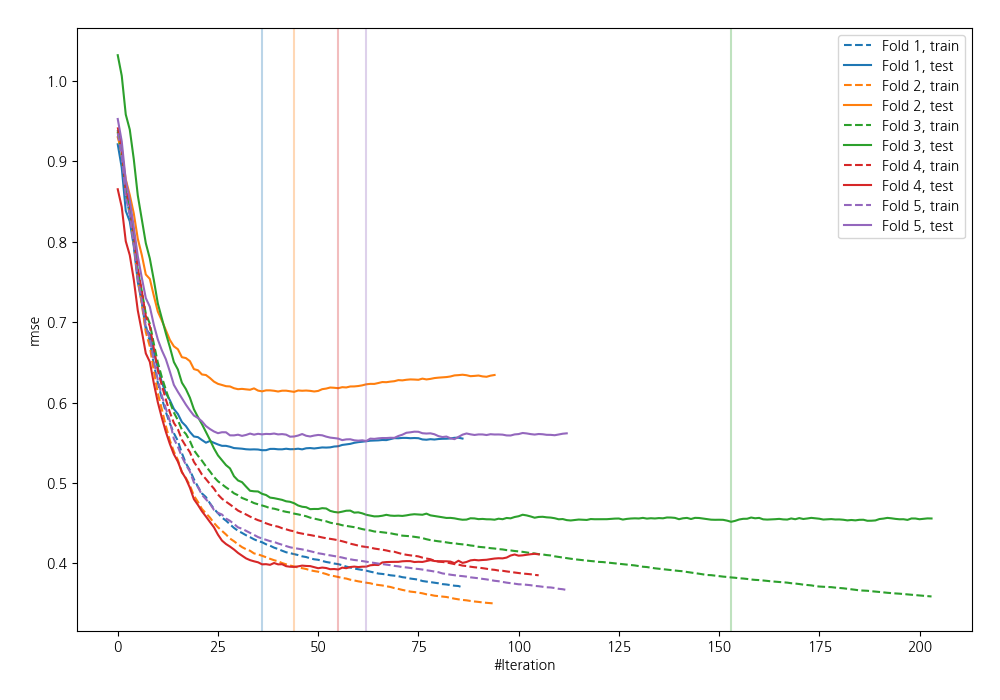 1.0
0.9
0.8
0.7
0.6
0.5
0.4
rmse
0
25
50
75
100
125
150
175
200
#Iteration
Fold 1, train
Fold 1, test
Fold 2, train
Fold 2, test
Fold 3, train
Fold 3, test
Fold 4, train
Fold 4, test
Fold 5, train
Fold 5, test